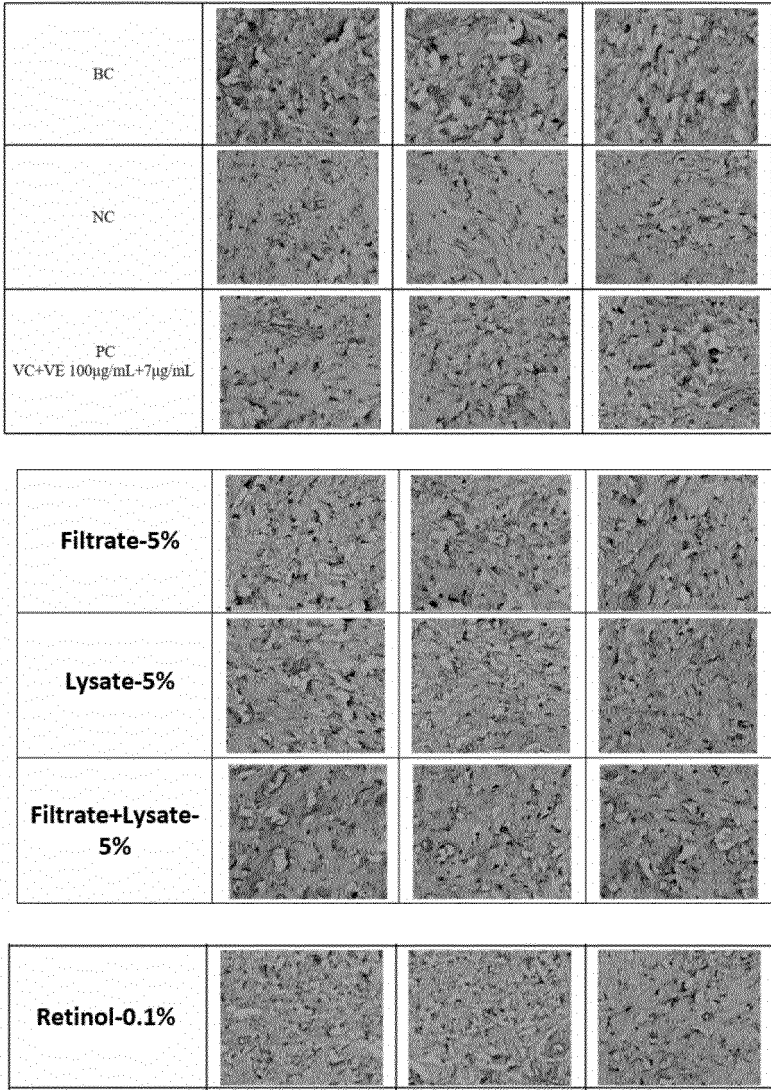 BC
NC
PC
VC+VE 100μg/mL+7μg/mL
Filtrate-5%
Lysate-5%
Filtrate+Lysate-
5%
Retinol-0.1%